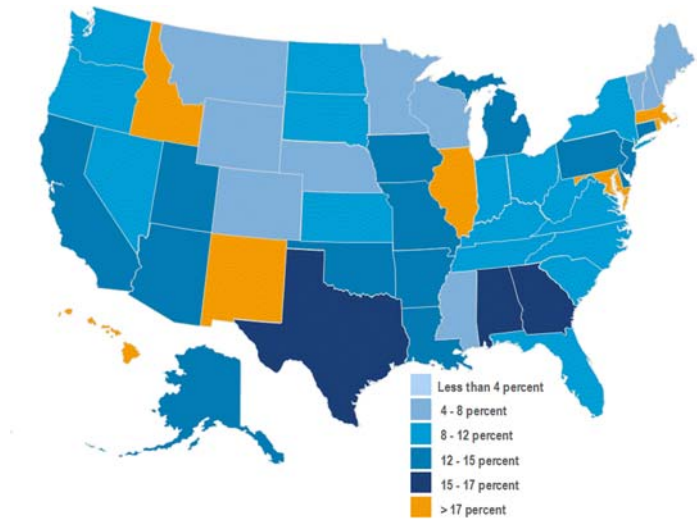 Less than 4 percent
4 - 8 percent
8 - 12 percent
12 - 15 percent
15 - 17 percent
> 17 percent